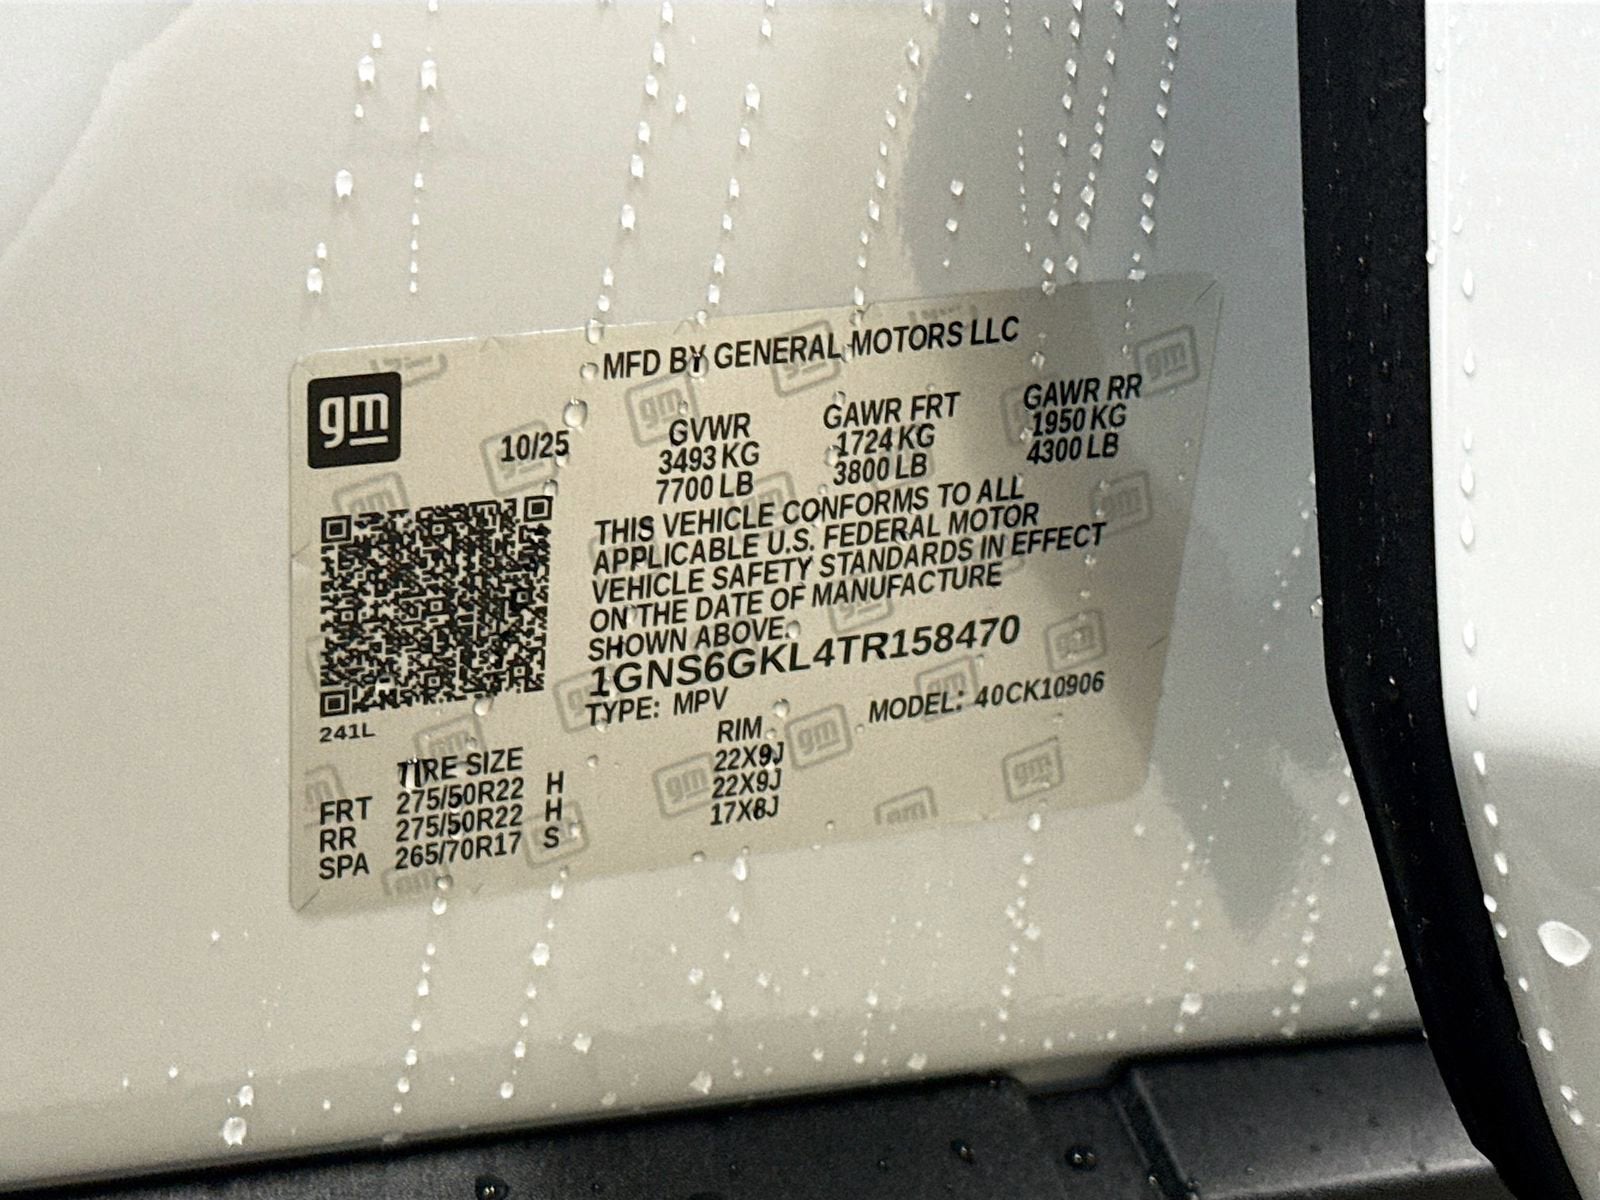 MFD BY GENERAL MOTORS LLC
gm
10/25
GVWR GAWR FRT GAWR RR
3493 KG 1724 KG 1950 KG
7700 LB 3800 LB 4300 LB
THIS VEHICLE CONFORMS TO ALL
APPLICABLE U.S. FEDERAL MOTOR
VEHICLE SAFETY STANDARDS IN EFFECT
ON THE DATE OF MANUFACTURE
SHOWN ABOVE.
1GNS6GKL4TR158470
TYPE: MPV MODEL: 40CK10906
241L
TIRE SIZE RIM
FRT 275/50R22 H 22X9J
RR 275/50R22 H 22X9J
SPA 265/70R17 S 17X8J